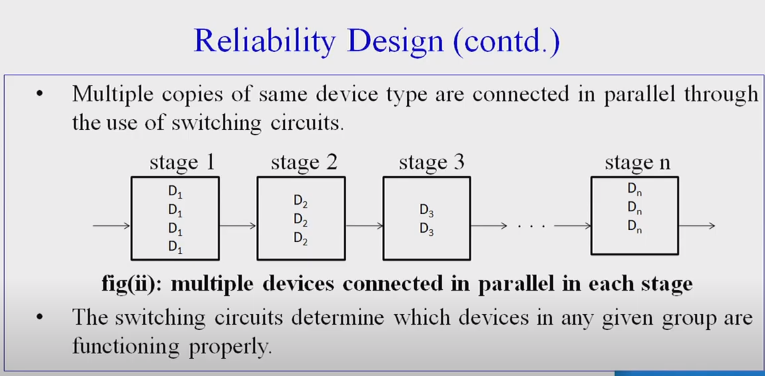 Reliability Design (contd.)
• Multiple copies of same device type are connected in parallel through
the use of switching circuits.
stage 1 stage 2 stage 3 stage n
D₁ D₂ D₃ Dₙ
D₁ D₂ D₃ Dₙ
D₁ D₂ Dₙ
D₁
. . .
fig(ii): multiple devices connected in parallel in each stage
• The switching circuits determine which devices in any given group are
functioning properly.